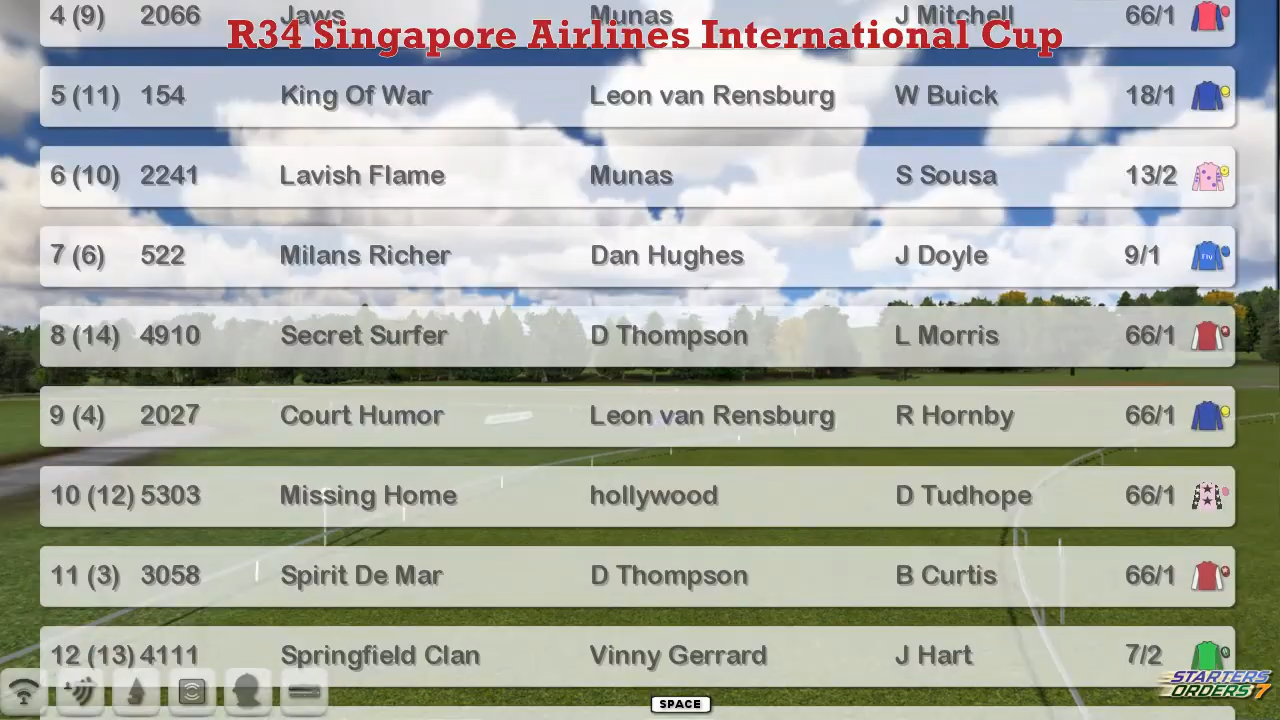 4 (9) 2066 Jaws Munas J Mitchell 66/1
R34 Singapore Airlines International Cup
5 (11) 154 King Of War Leon van Rensburg W Buick 18/1
6 (10) 2241 Lavish Flame Munas S Sousa 13/2
7 (6) 522 Milans Richer Dan Hughes J Doyle 9/1
8 (14) 4910 Secret Surfer D Thompson L Morris 66/1
9 (4) 2027 Court Humor Leon van Rensburg R Hornby 66/1
10 (12) 5303 Missing Home hollywood D Tudhope 66/1
11 (3) 3058 Spirit De Mar D Thompson B Curtis 66/1
12 (13) 4111 Springfield Clan Vinny Gerrard J Hart 7/2
STARTERS
ORDERS 7
SPACE